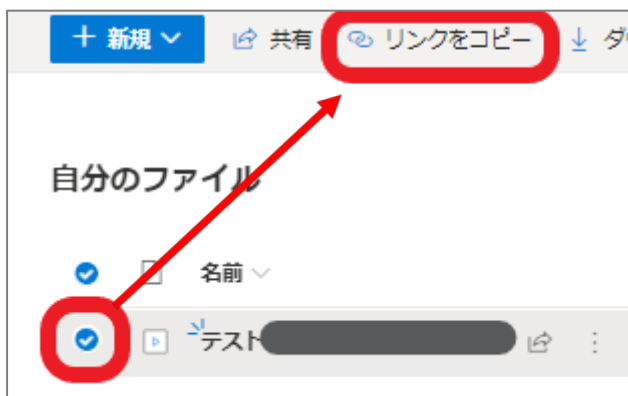 ＋ 新規 共有 リンクをコピー ↓ ダ
自分のファイル
名前
テスト